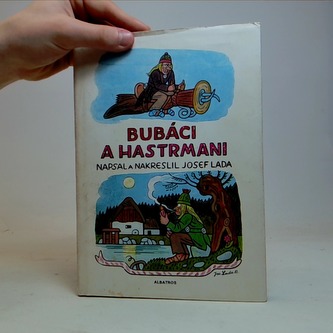 BUBÁCI
A HASTRMANI
NAPSAL A NAKRESLIL JOSEF LADA
ALBATROS